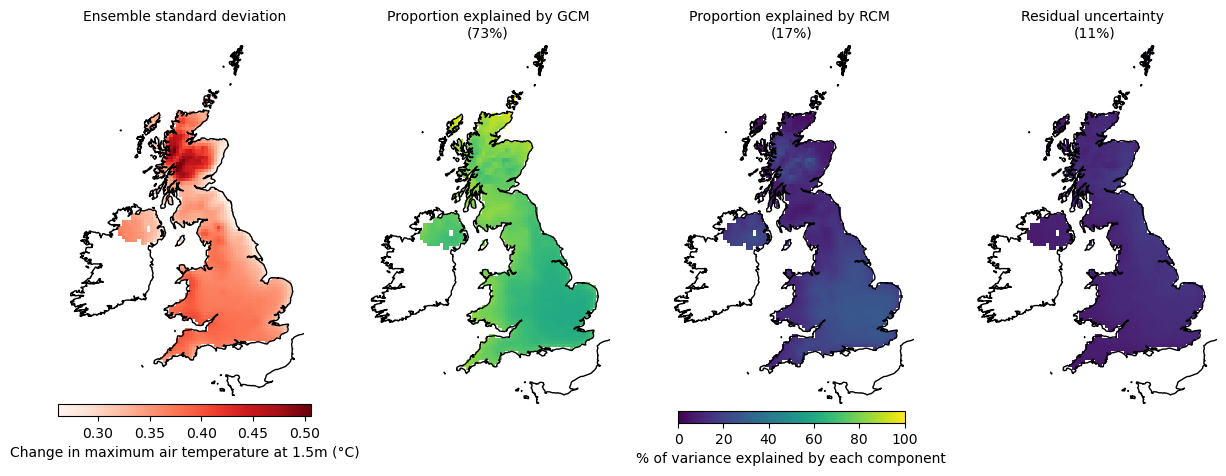 Ensemble standard deviation
Proportion explained by GCM
(73%)
Proportion explained by RCM
(17%)
Residual uncertainty
(11%)
0.30 0.35 0.40 0.45 0.50
Change in maximum air temperature at 1.5m (°C)
0 20 40 60 80 100
% of variance explained by each component